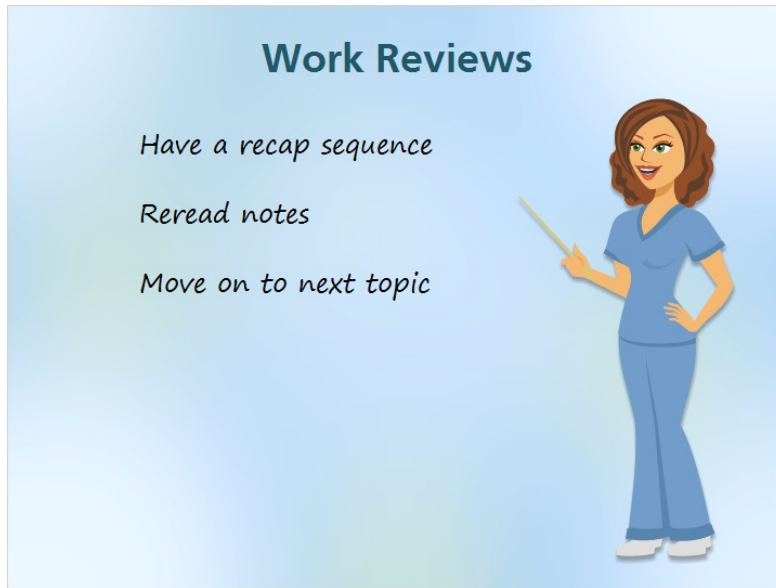 Work Reviews
Have a recap sequence
Reread notes
Move on to next topic